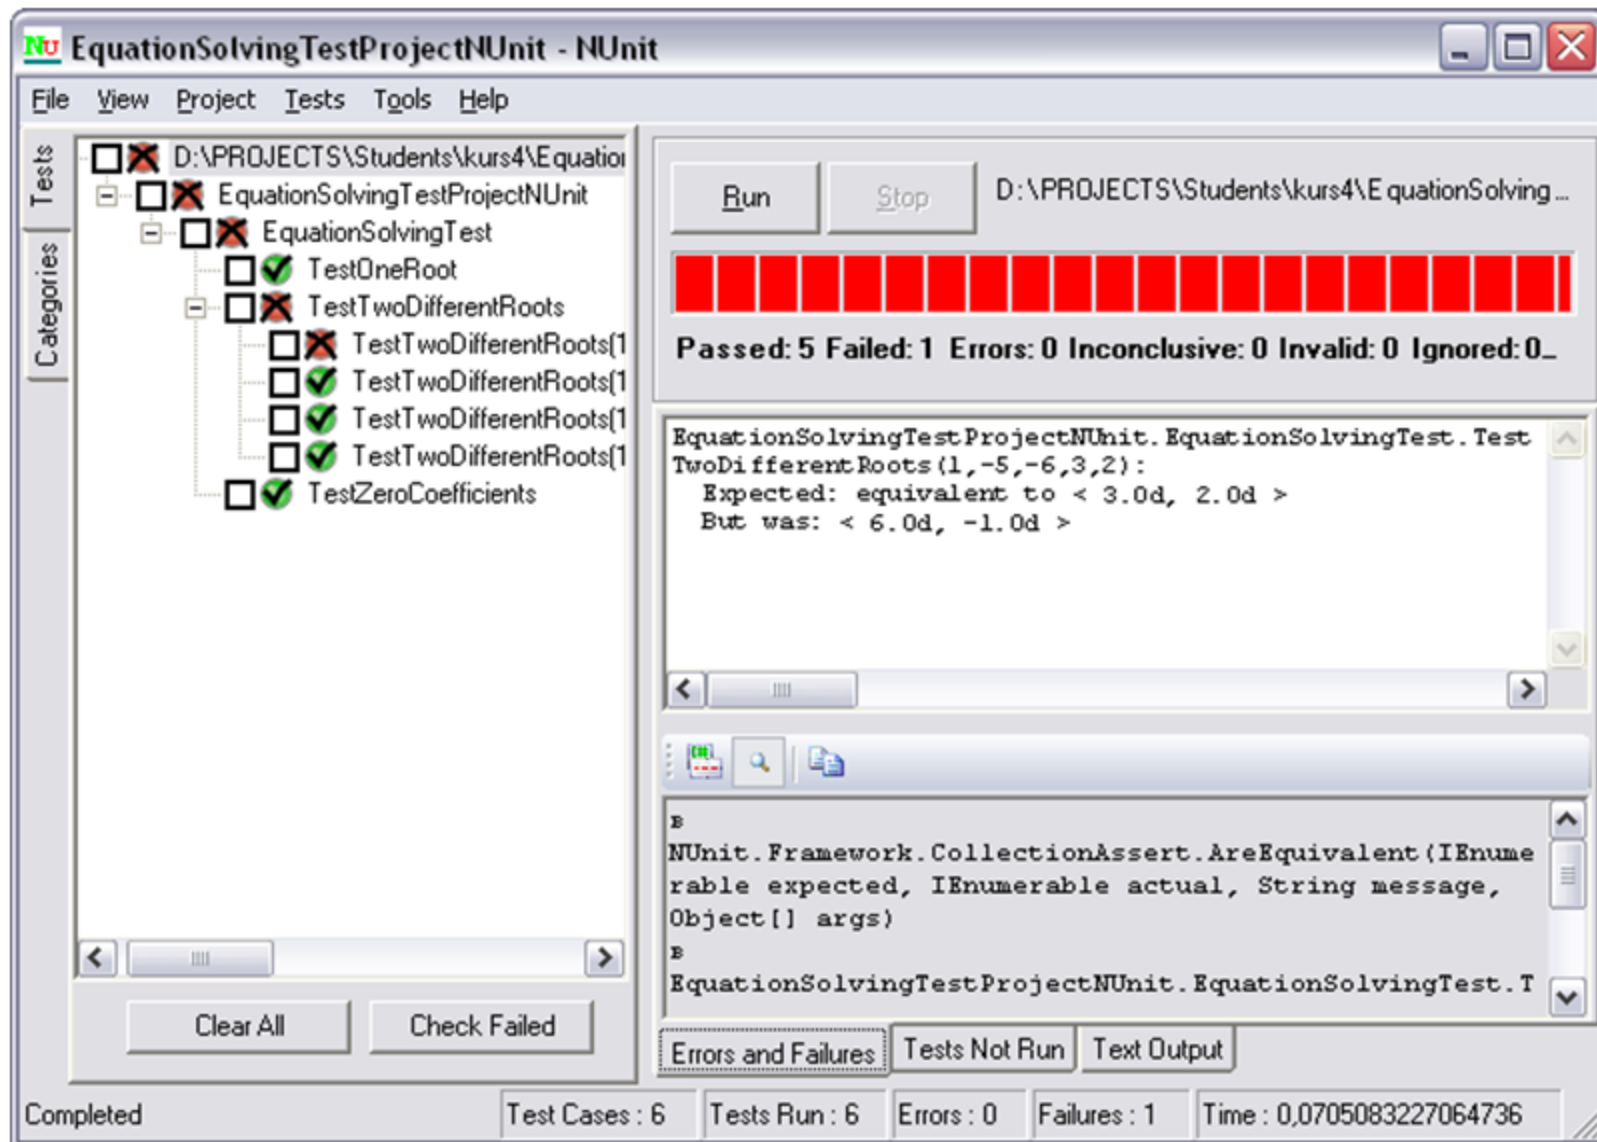 NU EquationSolvingTestProjectNUnit - NUnit
File View Project Tests Tools Help
Tests
Categories
D:\PROJECTS\Students\kurs4\Equation
EquationSolvingTestProjectNUnit
EquationSolvingTest
TestOneRoot
TestTwoDifferentRoots
TestTwoDifferentRoots(1
TestTwoDifferentRoots(1
TestTwoDifferentRoots(1
TestTwoDifferentRoots(1
TestZeroCoefficients
Clear All Check Failed
Run Stop D:\PROJECTS\Students\kurs4\EquationSolving...
Passed: 5 Failed: 1 Errors: 0 Inconclusive: 0 Invalid: 0 Ignored: 0...
EquationSolvingTestProjectNUnit.EquationSolvingTest.Test
TwoDifferentRoots(1,-5,-6,3,2):
Expected: equivalent to < 3.0d, 2.0d >
But was: < 6.0d, -1.0d >
в
NUnit.Framework.CollectionAssert.AreEquivalent(IEnume
rable expected, IEnumerable actual, String message,
Object[] args)
в
EquationSolvingTestProjectNUnit.EquationSolvingTest.T
Errors and Failures Tests Not Run Text Output
Completed Test Cases : 6 Tests Run : 6 Errors : 0 Failures : 1 Time : 0,0705083227064736